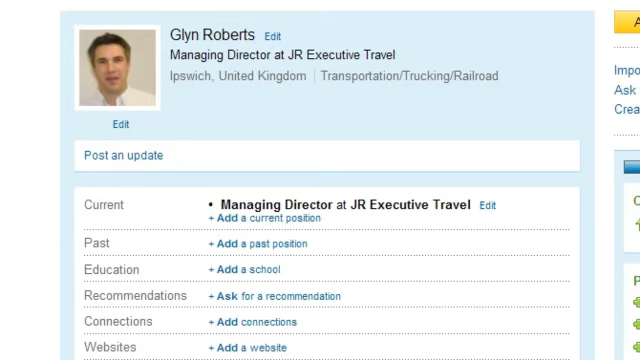 Glyn Roberts Edit
Managing Director at JR Executive Travel
Ipswich, United Kingdom Transportation/Trucking/Railroad
Edit
Post an update
Current • Managing Director at JR Executive Travel Edit
+ Add a current position
Past + Add a past position
Education + Add a school
Recommendations + Ask for a recommendation
Connections + Add connections
Websites + Add a website
Impo
Ask
Crea